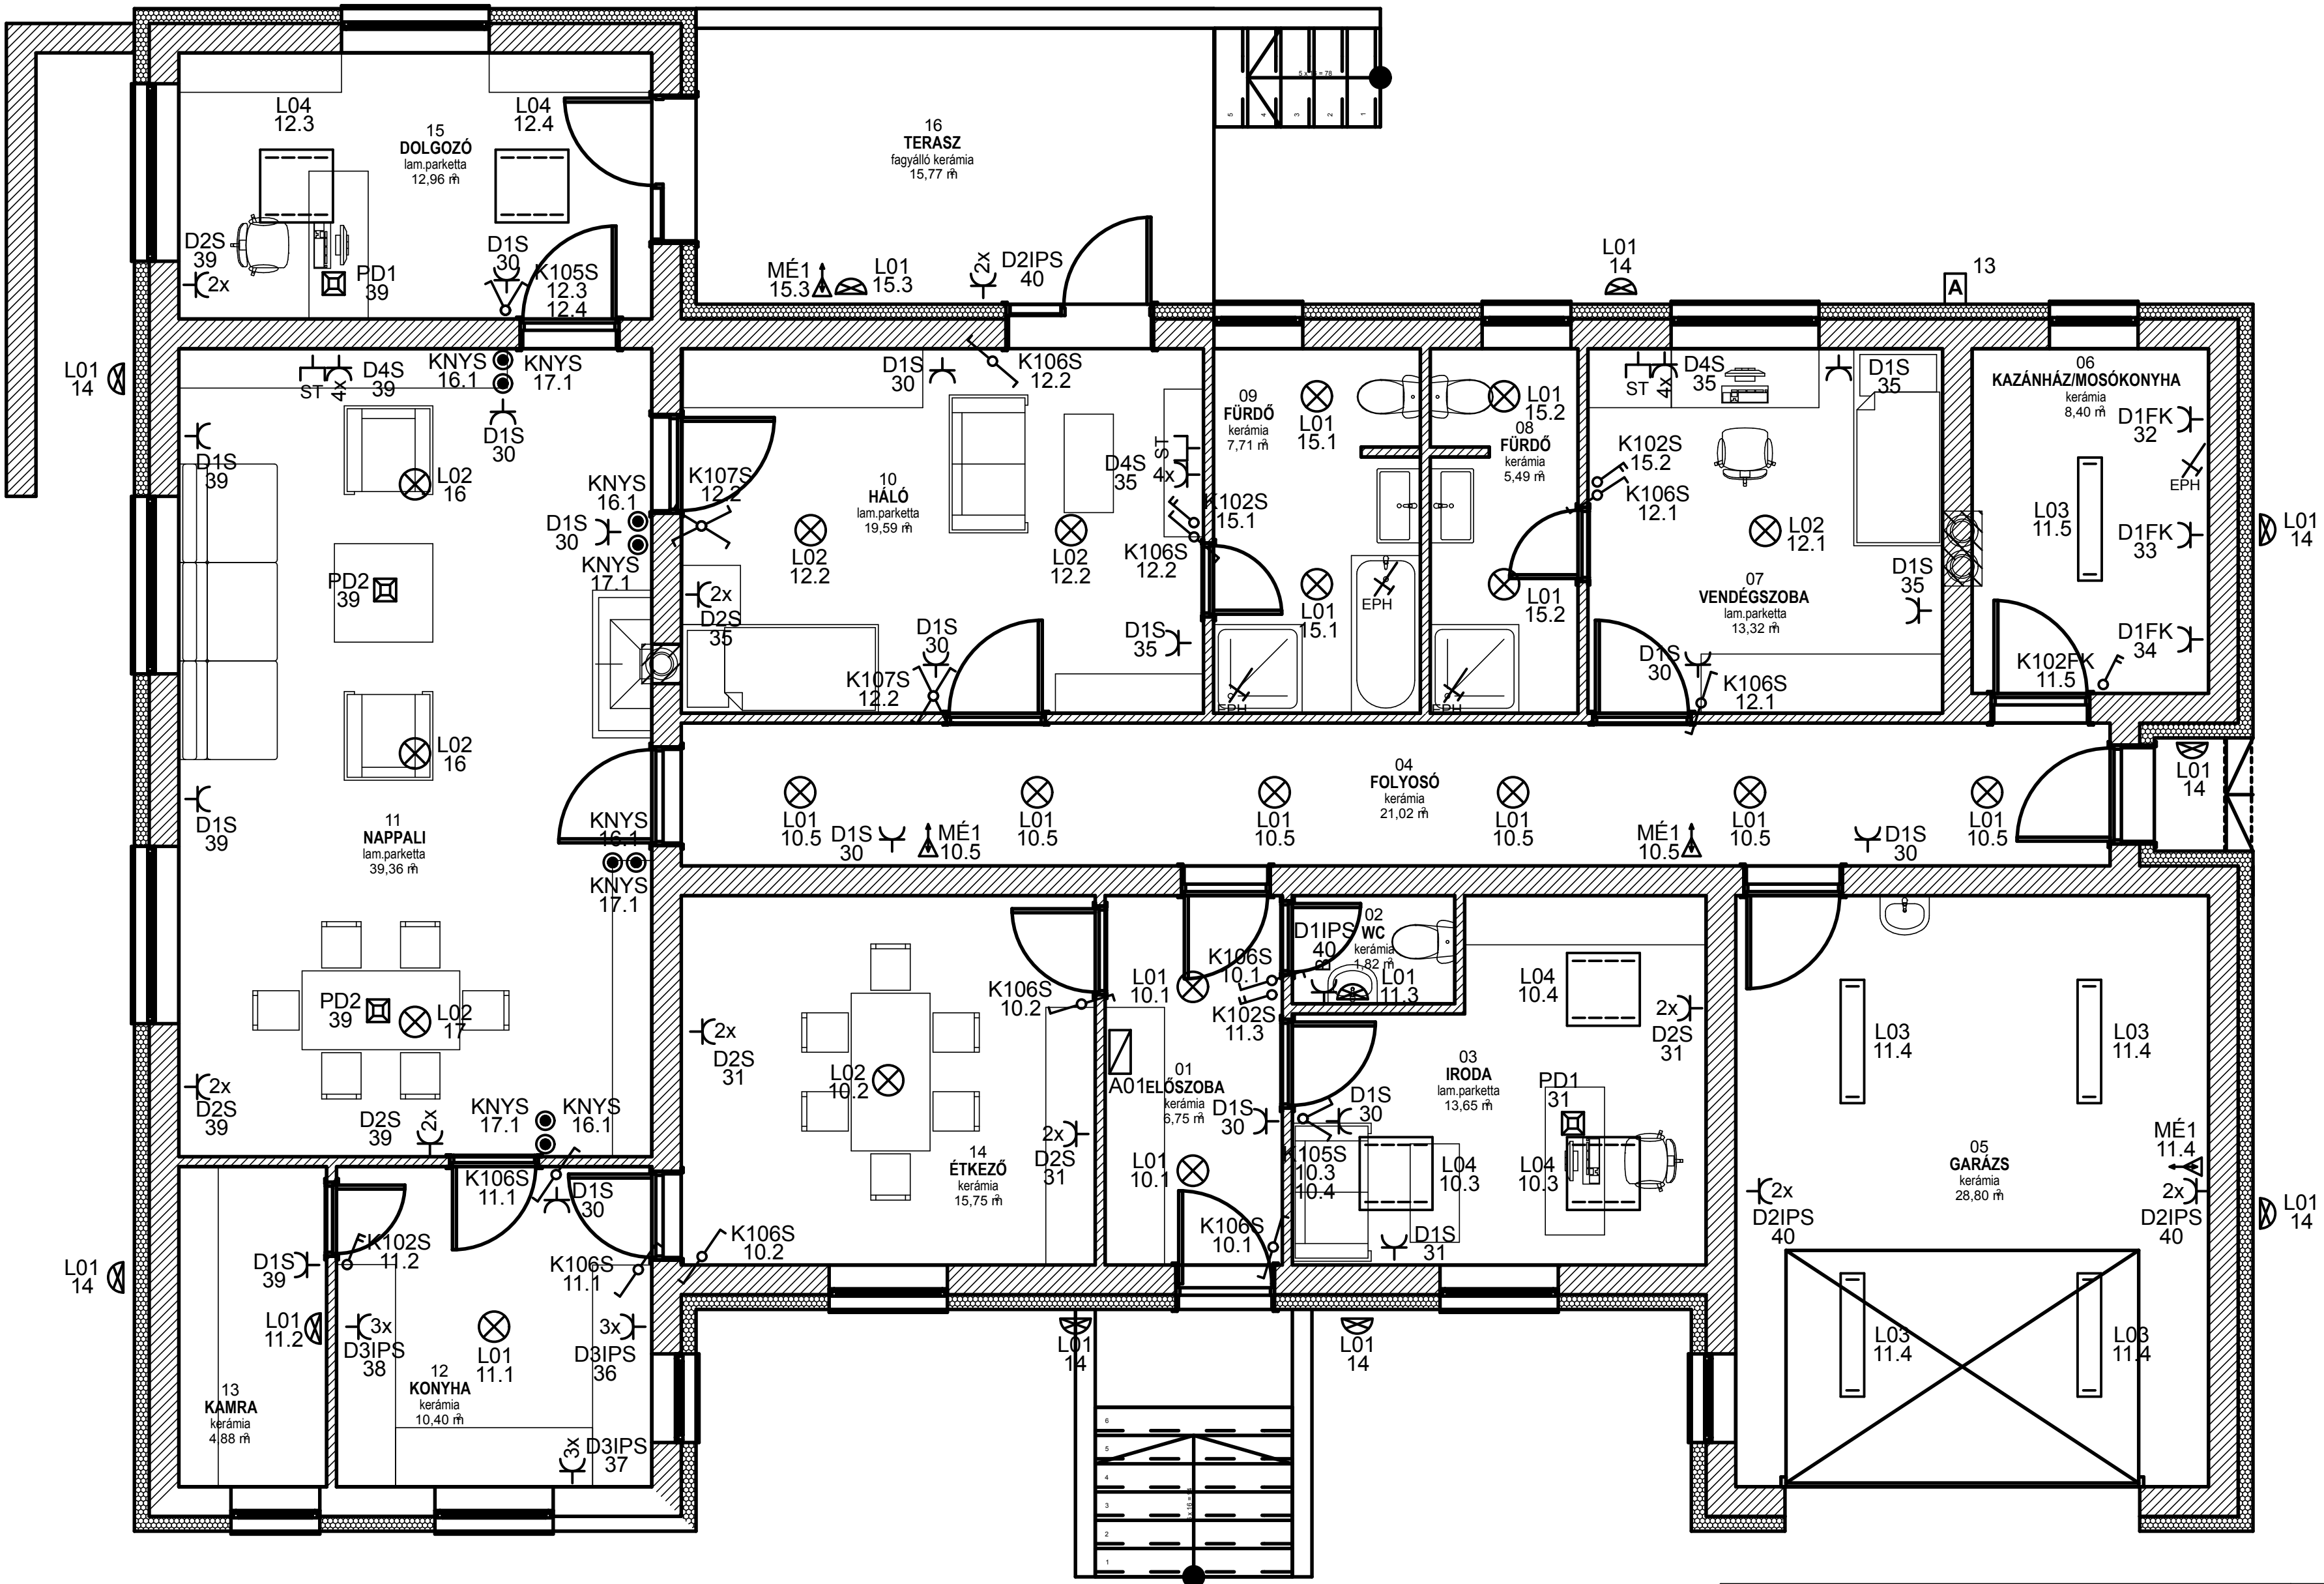 L04
12.3
L04
12.4
15
DOLGOZÓ
lam.parketta
12,96 m²
D2S
39
2x
PD1
39
D1S
30
K105S
12.3
12.4
16
TERASZ
fagyálló kerámia
15,77 m²
MÉ1
15.3
L01
15.3
2x
D2IPS
40
5
4
3
2
1
L01
14
A
13
L01
14
ST
4x
D4S
39
KNYS
16.1
KNYS
17.1
D1S
30
D1S
39
L02
16
KNYS
16.1
D1S
30
KNYS
17.1
PD2
39
L02
16
D1S
39
11
NAPPALI
lam.parketta
39,36 m²
KNYS
16.1
KNYS
17.1
PD2
39
L02
17
2x
D2S
39
D2S
39
2x
KNYS
17.1
KNYS
16.1
D1S
30
K106S
12.2
K107S
12.2
10
HÁLÓ
lam.parketta
19,59 m²
L02
12.2
L02
12.2
D4S
35
ST
4x
K102S
15.1
K106S
12.2
2x
D2S
35
D1S
30
K107S
12.2
D1S
35
09
FÜRDŐ
kerámia
7,71 m²
L01
15.1
L01
15.1
EPH
EPH
L01
15.2
08
FÜRDŐ
kerámia
5,49 m²
L01
15.2
EPH
ST
4x
D4S
35
D1S
35
K102S
15.2
K106S
12.1
L02
12.1
07
VENDÉGSZOBA
lam.parketta
13,32 m²
D1S
35
D1S
30
K106S
12.1
06
KAZÁNHÁZ/MOSÓKONYHA
kerámia
8,40 m²
D1FK
32
EPH
L03
11.5
D1FK
33
D1FK
34
K102FK
11.5
L01
14
L01
14
04
FOLYOSÓ
kerámia
21,02 m²
L01
10.5
D1S
30
MÉ1
10.5
L01
10.5
L01
10.5
L01
10.5
MÉ1
10.5
L01
10.5
D1S
30
L01
10.5
K106S
10.2
2x
D2S
31
L02
10.2
14
ÉTKEZŐ
kerámia
15,75 m²
2x
D2S
31
K106S
10.2
L01
10.1
K106S
10.1
K102S
11.3
A01
01
ELŐSZOBA
kerámia
6,75 m²
D1S
30
L01
10.1
K106S
10.1
D1IPS
40
02
WC
kerámia
1,82 m²
L01
11.3
L04
10.4
2x
D2S
31
03
IRODA
lam.parketta
13,65 m²
D1S
30
PD1
31
K105S
10.3
10.4
L04
10.3
L04
10.3
D1S
31
L03
11.4
L03
11.4
05
GARÁZS
kerámia
28,80 m²
MÉ1
11.4
2x
D2IPS
40
2x
D2IPS
40
L03
11.4
L03
11.4
L01
14
K106S
11.1
D1S
30
K102S
11.2
D1S
39
L01
11.2
K106S
11.1
3x
D3IPS
38
L01
11.1
3x
D3IPS
36
12
KONYHA
kerámia
10,40 m²
13
KAMRA
kerámia
4,88 m²
3x
D3IPS
37
L01
14
L01
14
L01
14
6
5
4
3
2
1